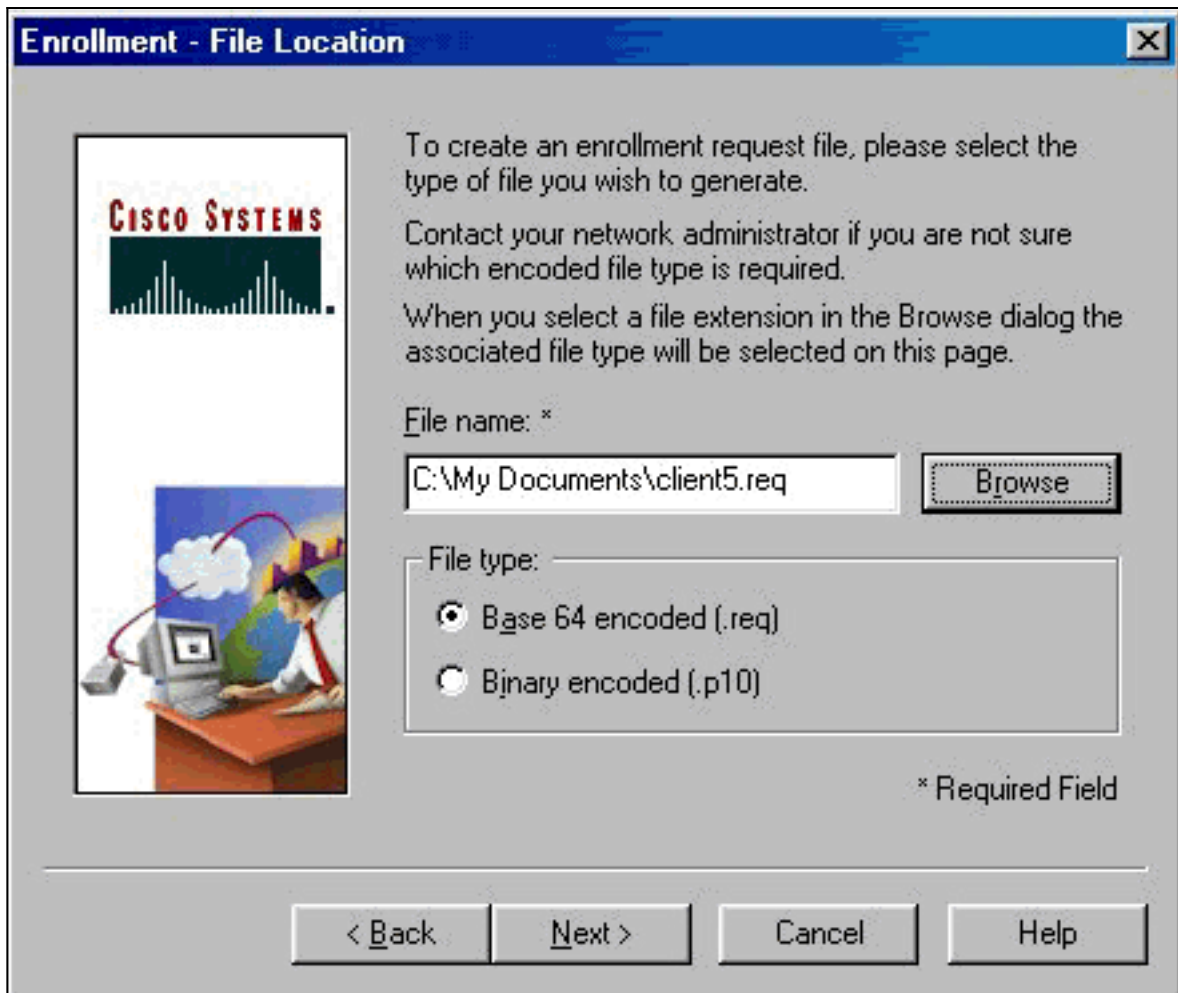 Enrollment - File Location
CISCO SYSTEMS
To create an enrollment request file, please select the
type of file you wish to generate.
Contact your network administrator if you are not sure
which encoded file type is required.
When you select a file extension in the Browse dialog the
associated file type will be selected on this page.
File name: *
C:\My Documents\client5.req
Browse
File type:
Base 64 encoded (.req)
Binary encoded (.p10)
* Required Field
< Back
Next >
Cancel
Help